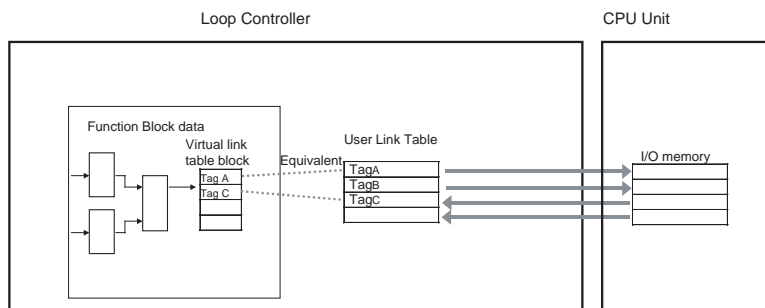 Loop Controller
CPU Unit
Function Block data
Virtual link
table block
Tag A
Tag C
Equivalent
User Link Table
TagA
TagB
TagC
I/O memory